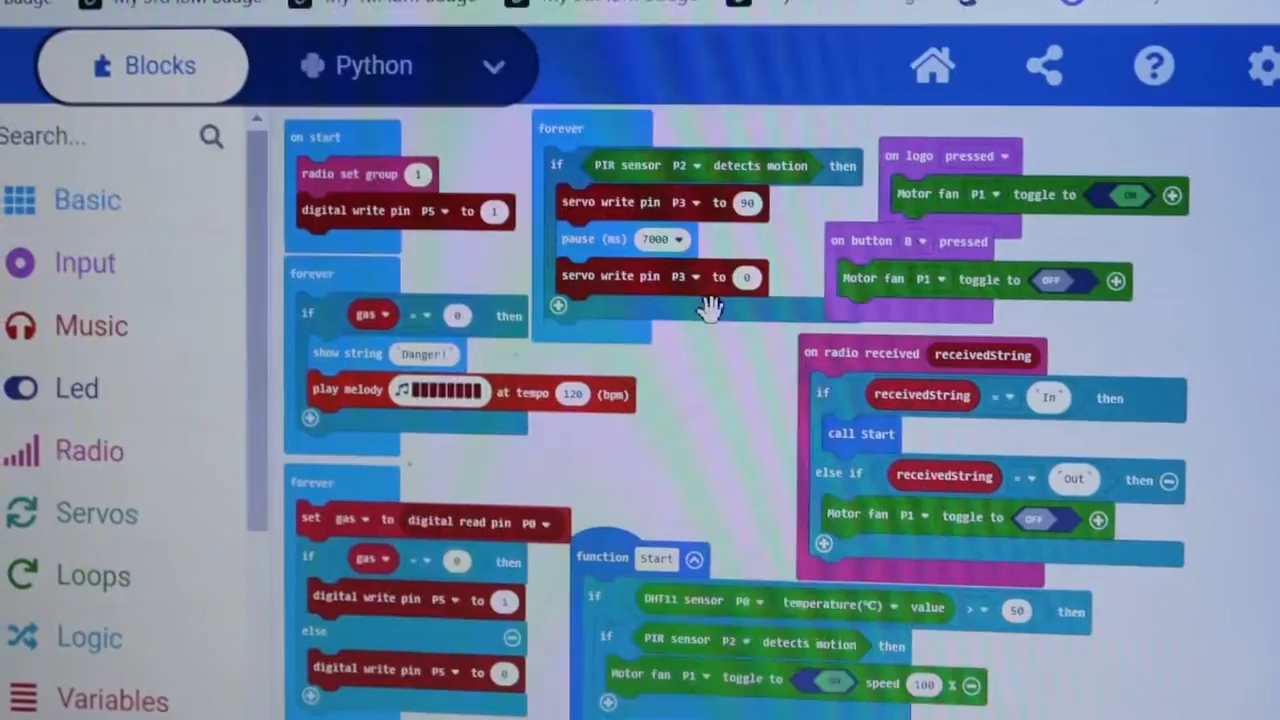 Badge
My 3rd IBM Badge
Blocks
Python
Search...
Basic
Input
Music
Led
Radio
Servos
Loops
Logic
Variables
on start
radio set group 1
digital write pin P5 to 1
forever
if gas = 0 then
show string "Danger!"
play melody at tempo 120 (bpm)
forever
set gas to digital read pin P0
if gas = 0 then
digital write pin P5 to 1
else
digital write pin P5 to 0
forever
if PIR sensor P2 detects motion then
servo write pin P3 to 90
pause (ms) 7000
servo write pin P3 to 0
function Start
if DHT11 sensor P0 temperature(℃) value > 50 then
if PIR sensor P2 detects motion then
Motor fan P1 toggle to ON speed 100 %
on logo pressed
Motor fan P1 toggle to ON
on button B pressed
Motor fan P1 toggle to OFF
on radio received receivedString
if receivedString = "In" then
call Start
else if receivedString = "Out" then
Motor fan P1 toggle to OFF